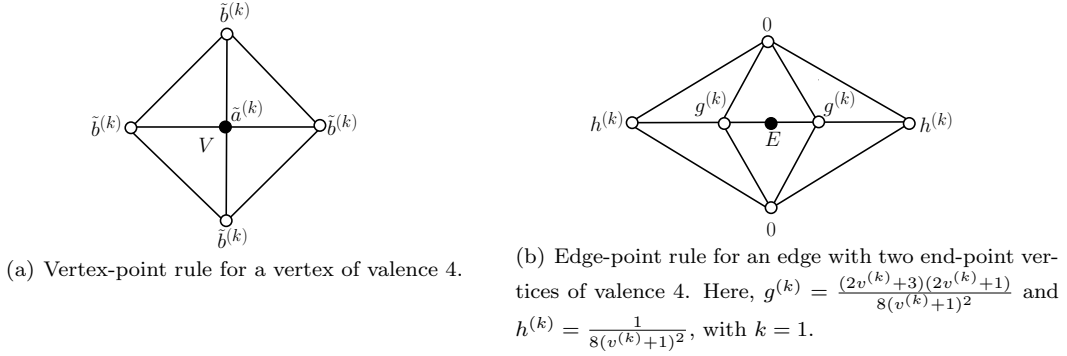 b̃^{(k)}
b̃^{(k)} ã^{(k)} b̃^{(k)}
V
b̃^{(k)}
(a) Vertex-point rule for a vertex of valence 4.
0
h^{(k)} g^{(k)} g^{(k)} h^{(k)}
E
0
(b) Edge-point rule for an edge with two end-point ver-
tices of valence 4. Here, g^{(k)} = \frac{(2v^{(k)}+3)(2v^{(k)}+1)}{8(v^{(k)}+1)^2} and
h^{(k)} = \frac{1}{8(v^{(k)}+1)^2}, with k = 1.